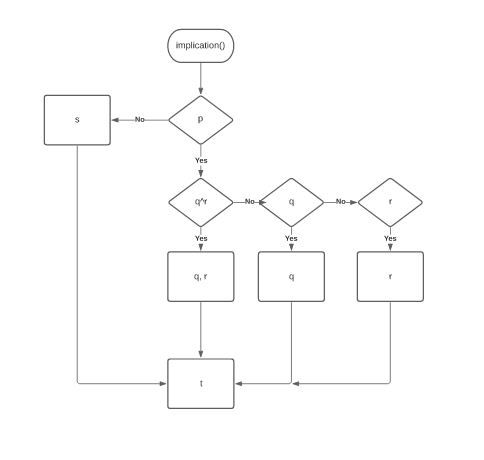 implication()
p
No
s
Yes
q^r
No
q
No
r
Yes
Yes
Yes
q, r
q
r
t